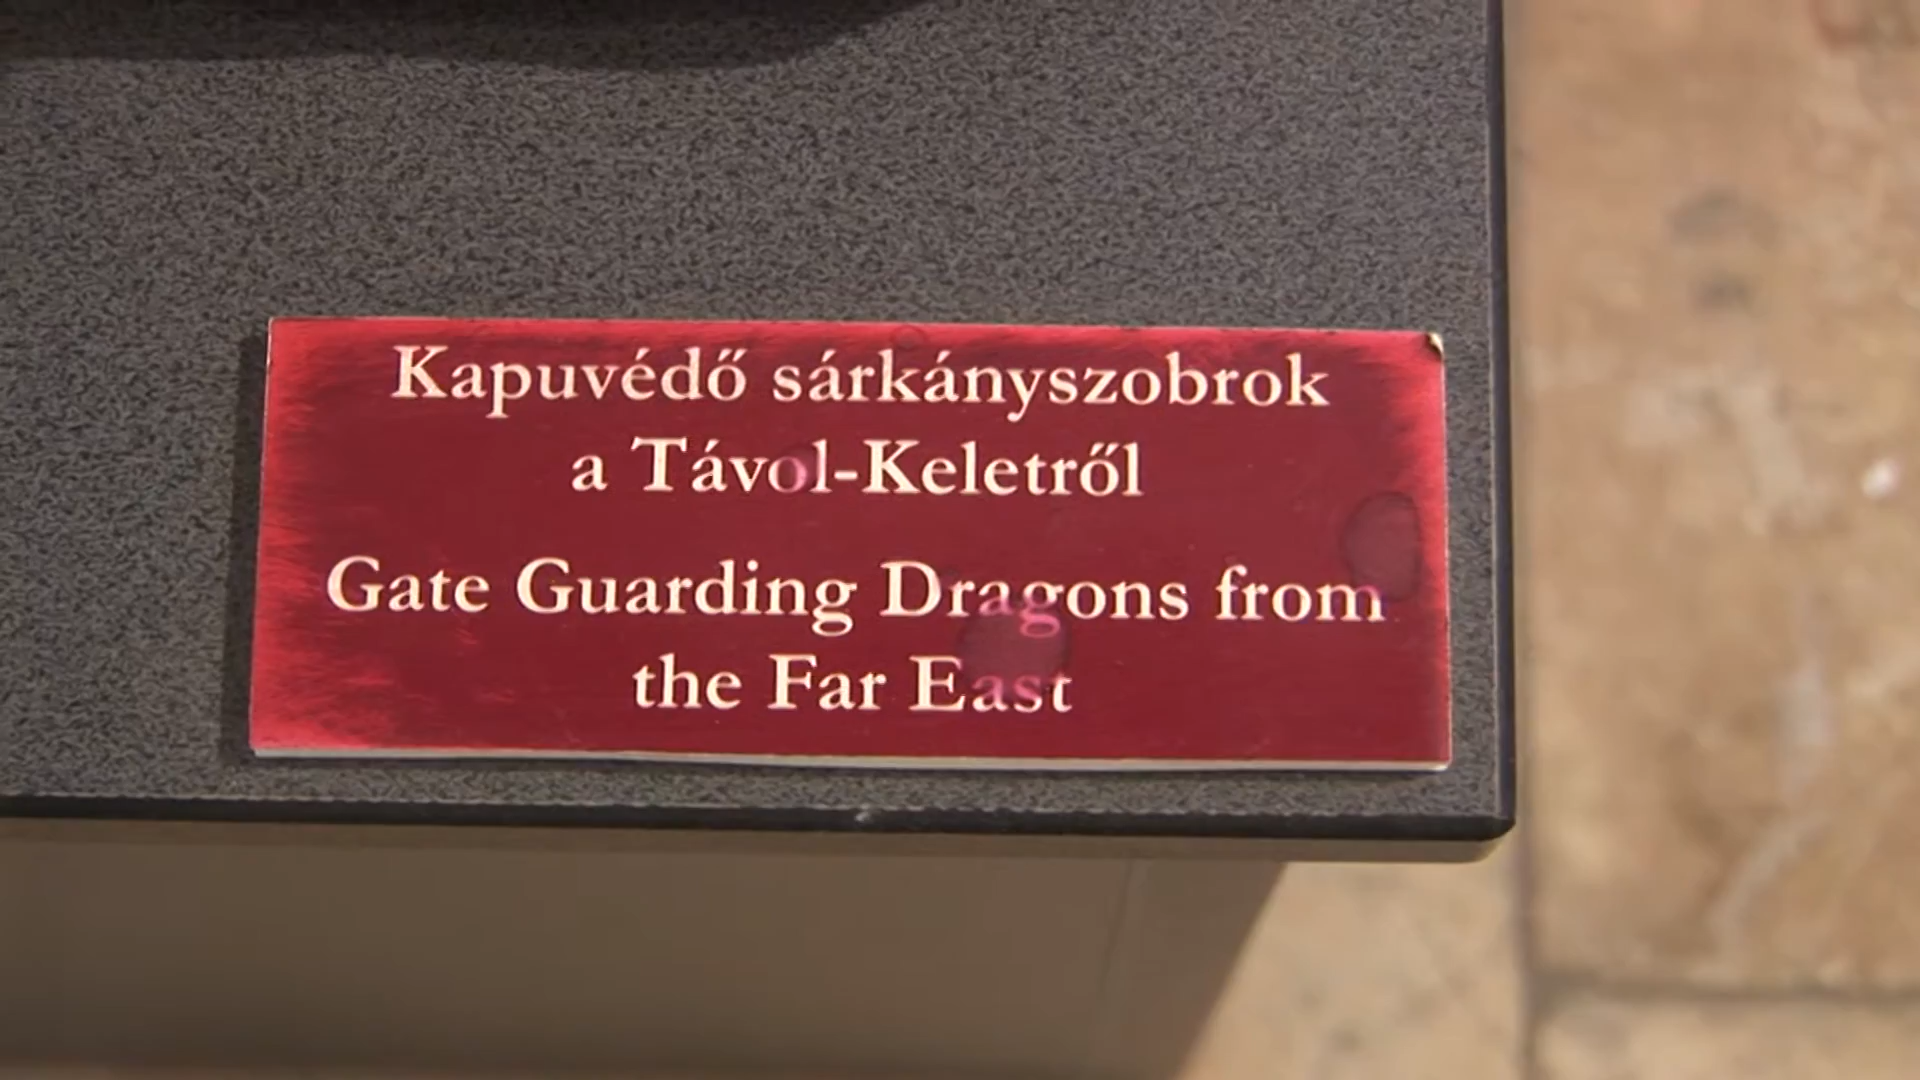 Kapuvédő sárkányszobrok
a Távol-Keletről
Gate Guarding Dragons from
the Far East